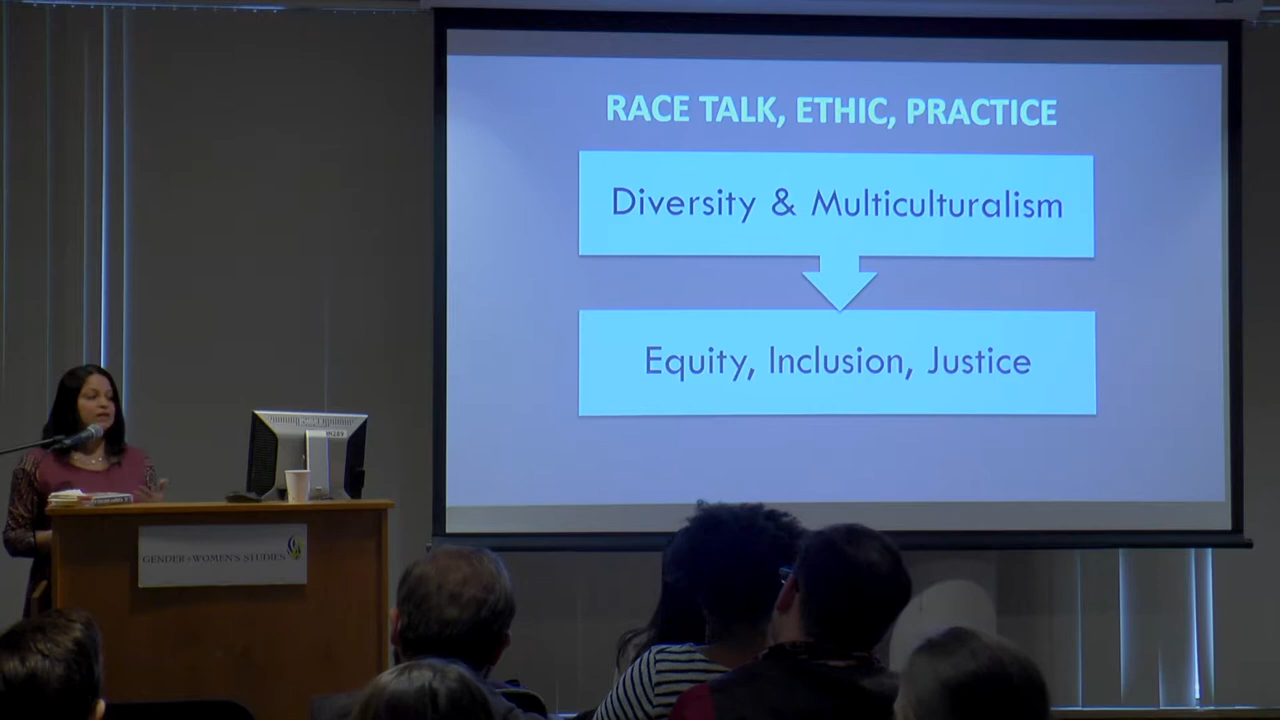 RACE TALK, ETHIC, PRACTICE
Diversity & Multiculturalism
Equity, Inclusion, Justice
GENDER & WOMEN'S STUDIES